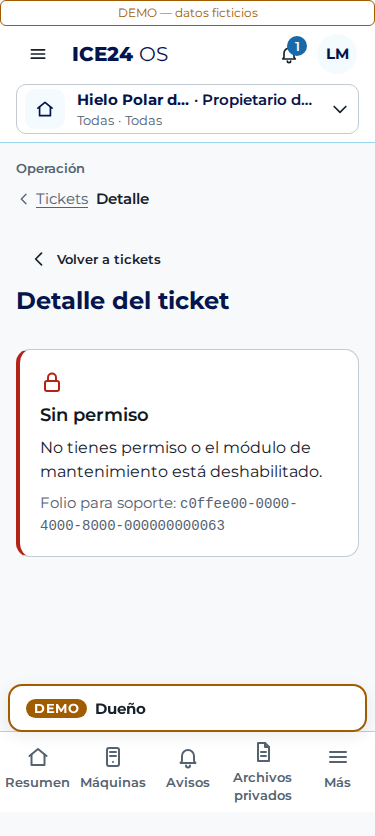 DEMO — datos ficticios
ICE24 OS
1
LM
Hielo Polar d... · Propietario d...
Todas · Todas
Operación
Tickets Detalle
Volver a tickets
Detalle del ticket
Sin permiso
No tienes permiso o el módulo de
mantenimiento está deshabilitado.
Folio para soporte: c0ffee00-0000-
4000-8000-000000000063
DEMO Dueño
Resumen
Máquinas
Avisos
Archivos
privados
Más